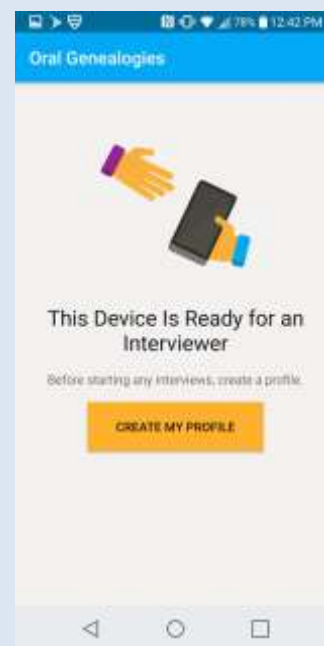 78% 12:42 PM
Oral Genealogies
This Device Is Ready for an
Interviewer
Before starting any interviews, create a profile.
CREATE MY PROFILE